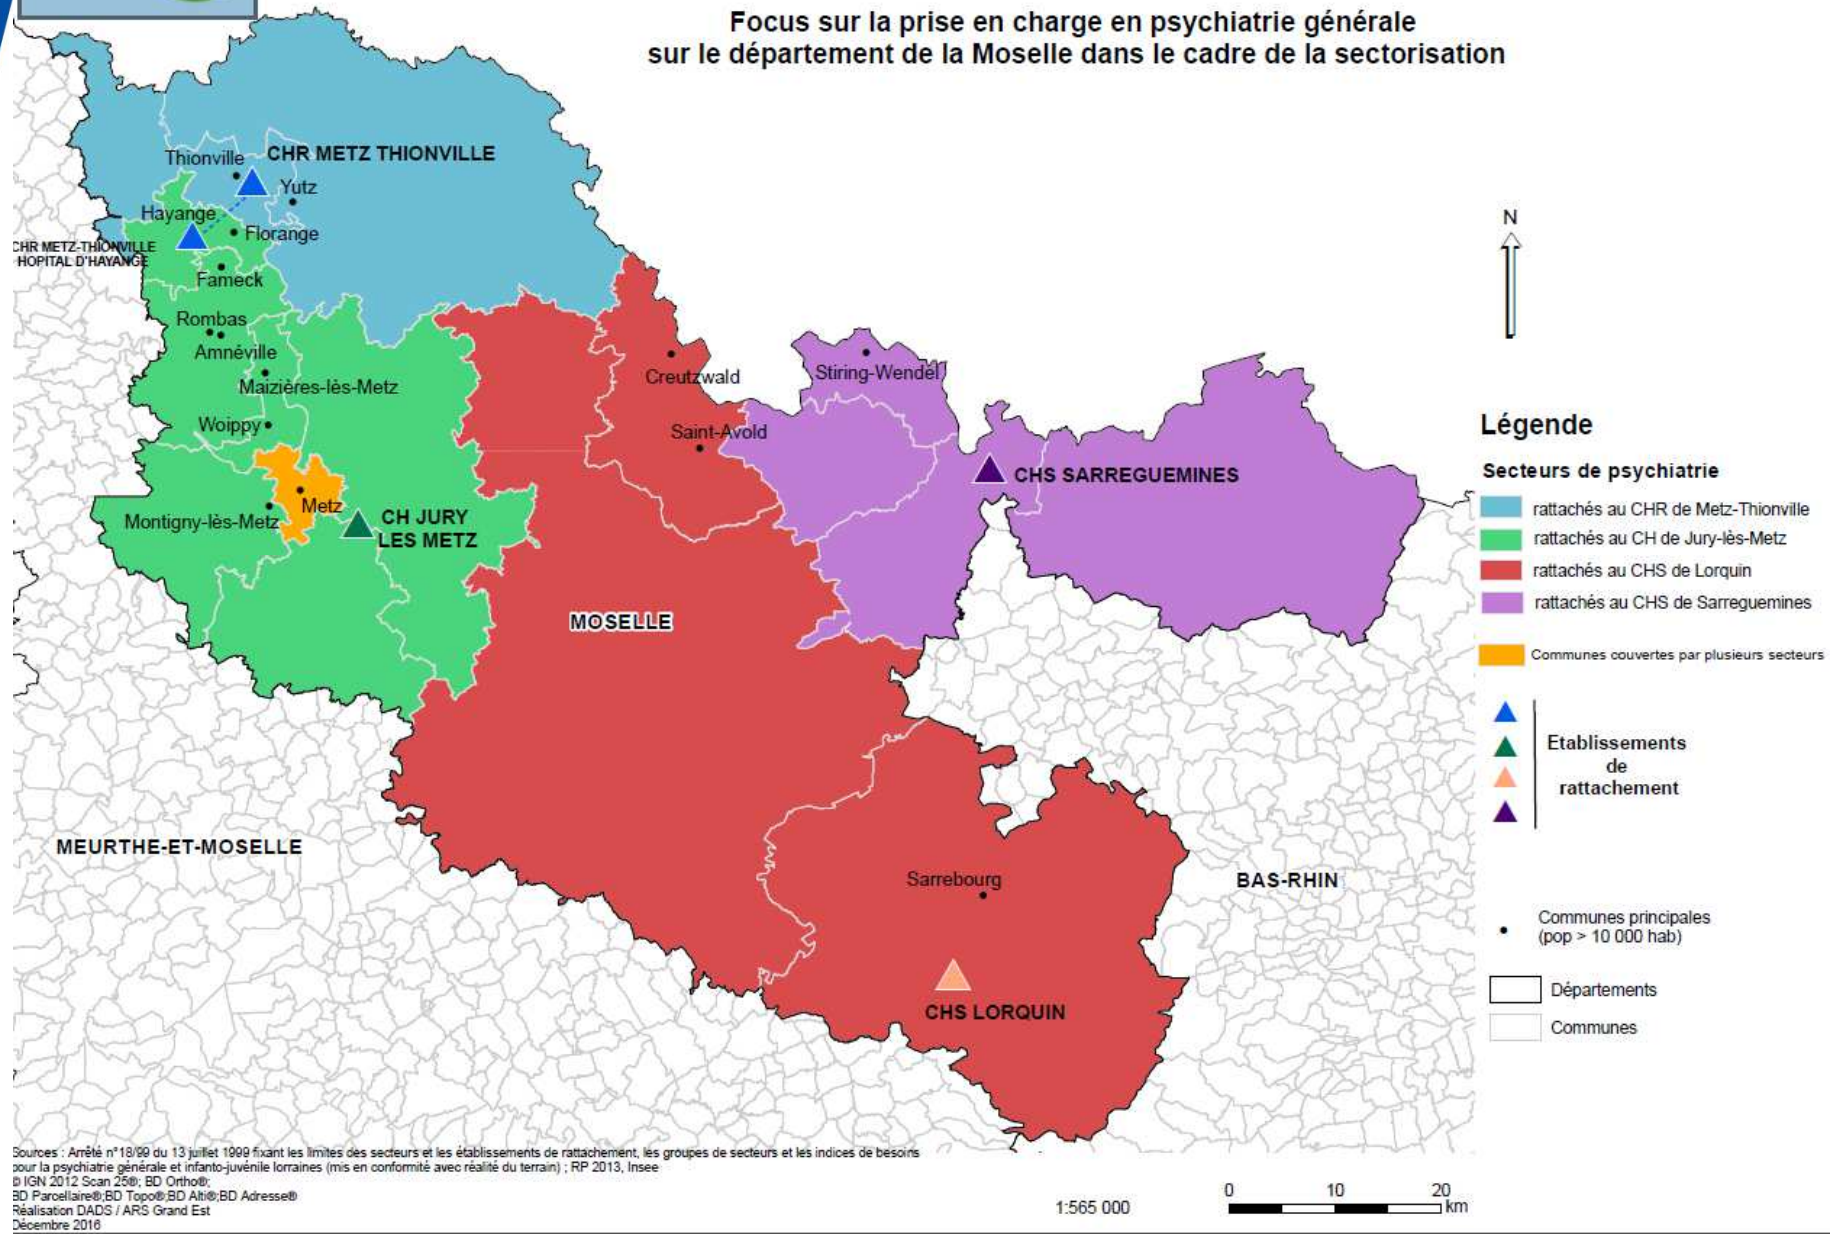 Focus sur la prise en charge en psychiatrie générale
sur le département de la Moselle dans le cadre de la sectorisation
Thionville
CHR METZ THIONVILLE
Yutz
Hayange
Florange
CHR METZ-THIONVILLE
HOPITAL D'HAYANGE
Fameck
Rombas
Amnéville
Maizières-lès-Metz
Woippy
Metz
Montigny-lès-Metz
CH JURY
LES METZ
Creutzwald
Saint-Avold
Stiring-Wendel
CHS SARREGUEMINES
MOSELLE
MEURTHE-ET-MOSELLE
Sarrebourg
BAS-RHIN
CHS LORQUIN
N
Légende
Secteurs de psychiatrie
rattachés au CHR de Metz-Thionville
rattachés au CH de Jury-lès-Metz
rattachés au CHS de Lorquin
rattachés au CHS de Sarreguemines
Communes couvertes par plusieurs secteurs
Etablissements
de
rattachement
Communes principales
(pop > 10 000 hab)
Départements
Communes
Sources : Arrêté n°18/99 du 13 juillet 1999 fixant les limites des secteurs et les établissements de rattachement, les groupes de secteurs et les indices de besoins
pour la psychiatrie générale et infanto-juvénile lorraines (mis en conformité avec réalité du terrain) ; RP 2013, Insee
© IGN 2012 Scan 25®; BD Ortho®;
BD Parcellaire®;BD Topo®;BD Alti®;BD Adresse®
Réalisation DADS / ARS Grand Est
Décembre 2016
1:565 000
0 10 20
km